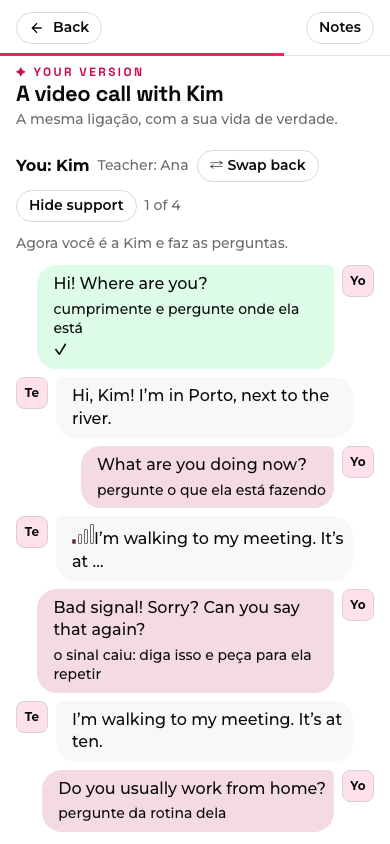 ← Back
Notes
✦ YOUR VERSION
A video call with Kim
A mesma ligação, com a sua vida de verdade.
You: Kim Teacher: Ana ⇄ Swap back
Hide support 1 of 4
Agora você é a Kim e faz as perguntas.
Hi! Where are you?
Yo
cumprimente e pergunte onde ela
está
✓
Te
Hi, Kim! I’m in Porto, next to the
river.
What are you doing now?
Yo
pergunte o que ela está fazendo
Te
I’m walking to my meeting. It’s
at ...
Bad signal! Sorry? Can you say
Yo
that again?
o sinal caiu: diga isso e peça para ela
repetir
Te
I’m walking to my meeting. It’s at
ten.
Do you usually work from home?
Yo
pergunte da rotina dela